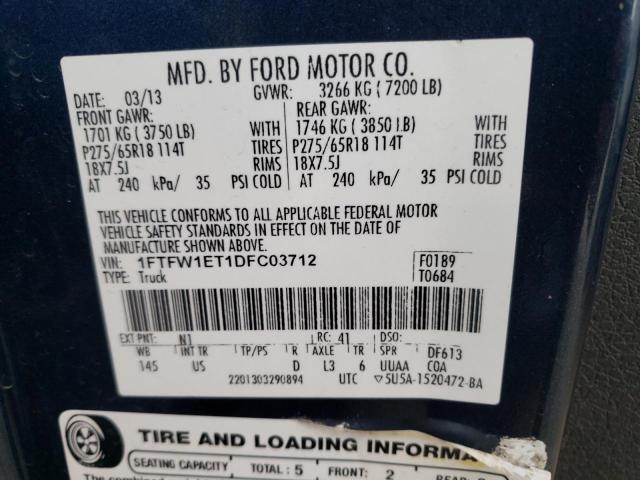 MFD. BY FORD MOTOR CO.
DATE: 03/13 GVWR: 3266 KG ( 7200 LB)
FRONT GAWR: REAR GAWR:
1701 KG ( 3750 LB) WITH 1746 KG ( 3850 LB) WITH
P275/65R18 114T TIRES P275/65R18 114T TIRES
18X7.5J RIMS 18X7.5J RIMS
AT 240 kPa/ 35 PSI COLD AT 240 kPa/ 35 PSI COLD
THIS VEHICLE CONFORMS TO ALL APPLICABLE FEDERAL MOTOR
VEHICLE SAFETY STANDARDS IN EFFECT ON THE DATE OF
MANUFACTURE SHOWN ABOVE.
VIN: 1FTFW1ET1DFC03712 F0189
TYPE: Truck T0684
EXT PNT: N1 RC: 41 DSO:
WB INT TR TP/PS R AXLE TR SPR DF613
145 US D L3 6 UUAA COA
2201303290894 UTC 5U5A-1520472-BA
TIRE AND LOADING INFORMA
SEATING CAPACITY TOTAL : 5 FRONT: 2
The combined